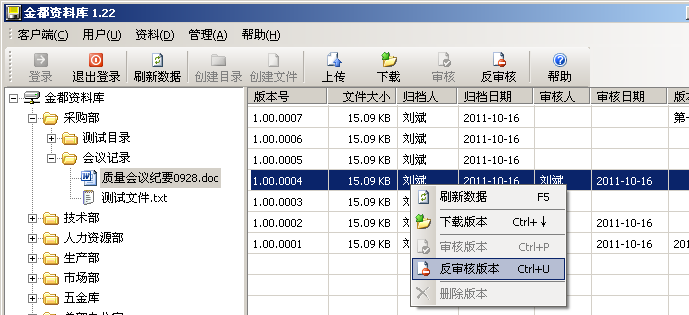 金都资料库 1.22
客户端(C) 用户(U) 资料(D) 管理(A) 帮助(H)
登录 退出登录 刷新数据 创建目录 创建文件 上传 下载 审核 反审核 帮助
金都资料库
采购部
测试目录
会议记录
质量会议纪要0928.doc
测试文件.txt
技术部
人力资源部
生产部
市场部
五金库
版本号 文件大小 归档人 归档日期 审核人 审核日期 版本
1.00.0007 15.09 KB 刘斌 2011-10-16 第一
1.00.0006 15.09 KB 刘斌 2011-10-16
1.00.0005 15.09 KB 刘斌 2011-10-16
1.00.0004 15.09 KB 刘斌 2011-10-16 刘斌 2011-10-16
1.00.0003 15.09 KB
1.00.0002 15.09 KB 2011-10-16
1.00.0001 15.09 KB 2011-10-16
刷新数据 F5
下载版本 Ctrl+↓
审核版本 Ctrl+P
反审核版本 Ctrl+U
删除版本